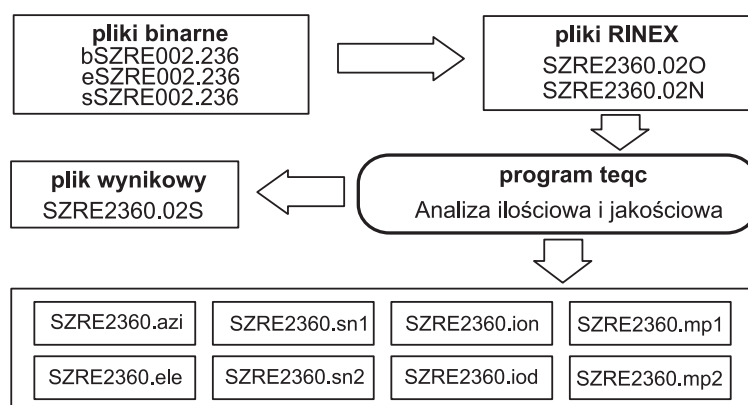 pliki binarne
bSZRE002.236
eSZRE002.236
sSZRE002.236
pliki RINEX
SZRE2360.02O
SZRE2360.02N
plik wynikowy
SZRE2360.02S
program teqc
Analiza ilościowa i jakościowa
SZRE2360.azi
SZRE2360.sn1
SZRE2360.ion
SZRE2360.mp1
SZRE2360.ele
SZRE2360.sn2
SZRE2360.iod
SZRE2360.mp2